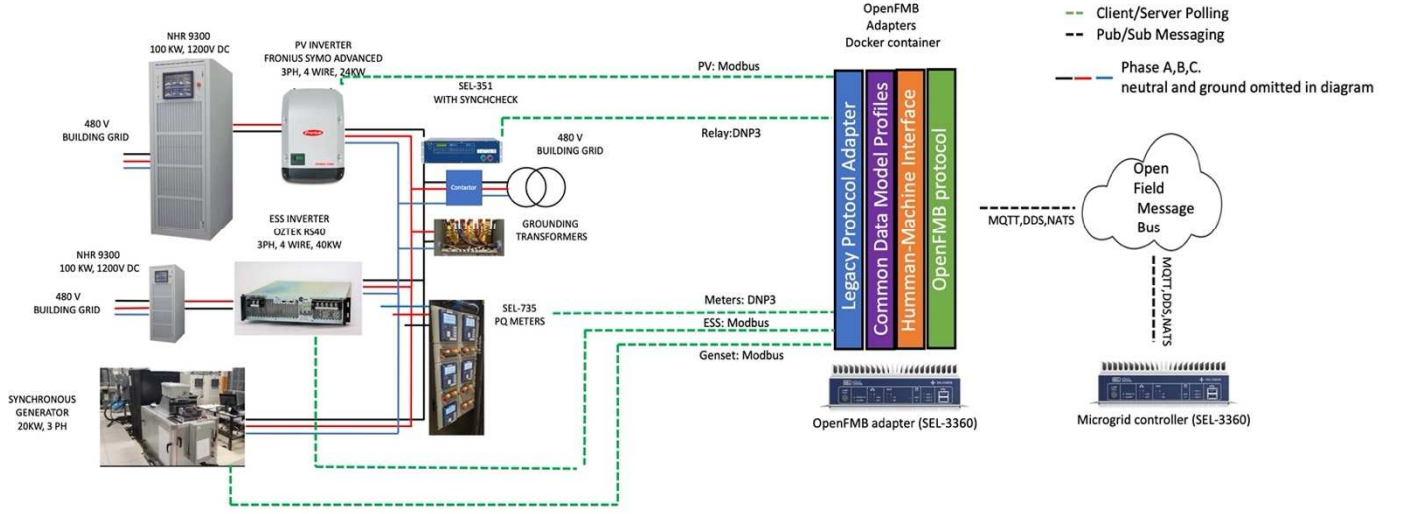 OpenFMB
Adapters
Docker container
Client/Server Polling
Pub/Sub Messaging
Phase A,B,C.
neutral and ground omitted in diagram
NHR 9300
100 KW, 1200V DC
PV INVERTER
FRONIUS SYMO ADVANCED
3PH, 4 WIRE, 24KW
PV: Modbus
SEL-351
WITH SYNCHCHECK
Relay:DNP3
480 V
BUILDING GRID
480 V
BUILDING GRID
Contactor
GROUNDING
TRANSFORMERS
ESS INVERTER
OZTEK RS40
3PH, 4 WIRE, 40KW
NHR 9300
100 KW, 1200V DC
480 V
BUILDING GRID
SEL-735
PQ METERS
Meters: DNP3
ESS: Modbus
Genset: Modbus
SYNCHRONOUS
GENERATOR
20KW, 3 PH
Legacy Protocol Adapter
Common Data Model Profiles
Humman-Machine Interface
OpenFMB protocol
MQTT,DDS,NATS
Open
Field
Message
Bus
MQTT,DDS,NATS
OpenFMB adapter (SEL-3360)
Microgrid controller (SEL-3360)